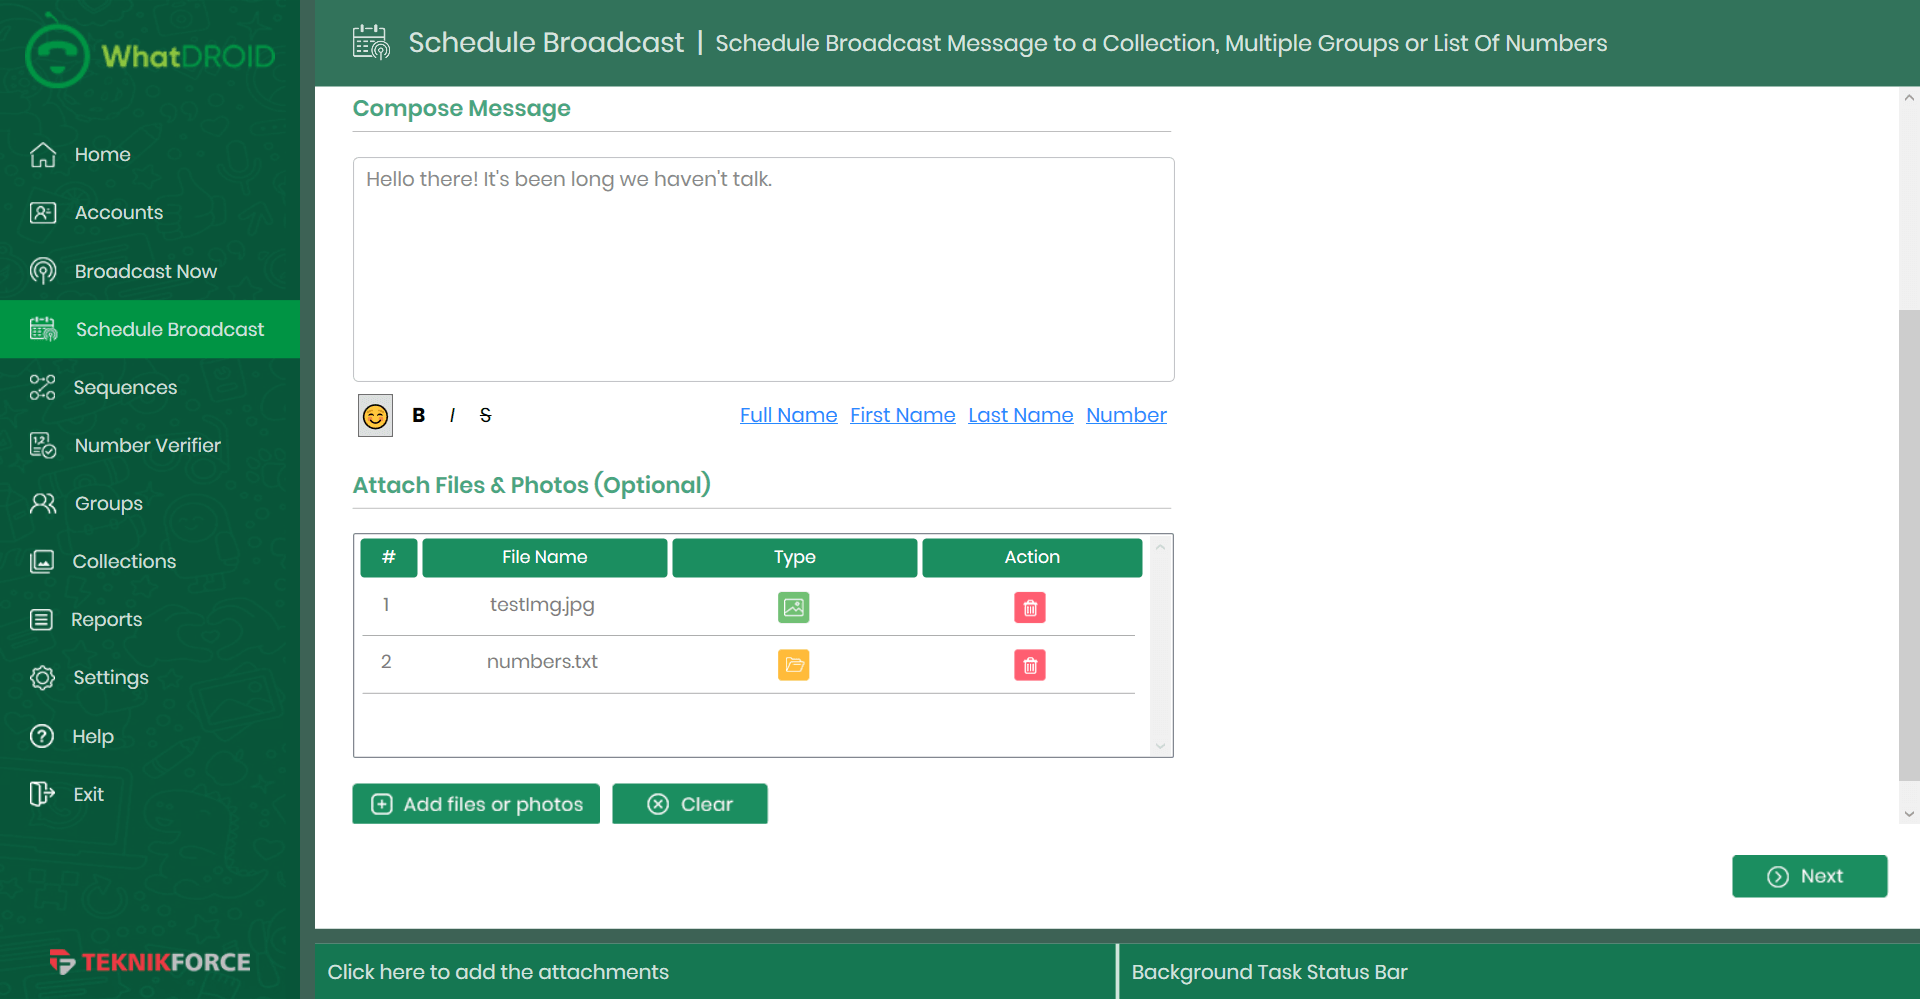 WhatDROID
Home
Accounts
Broadcast Now
Schedule Broadcast
Sequences
Number Verifier
Groups
Collections
Reports
Settings
Help
Exit
TEKNIKFORCE
Schedule Broadcast | Schedule Broadcast Message to a Collection, Multiple Groups or List Of Numbers
Compose Message
Hello there! It's been long we haven't talk.
B I S Full Name First Name Last Name Number
Attach Files & Photos (Optional)
# File Name Type Action
1 testImg.jpg
2 numbers.txt
Add files or photos Clear
Next
Click here to add the attachments Background Task Status Bar